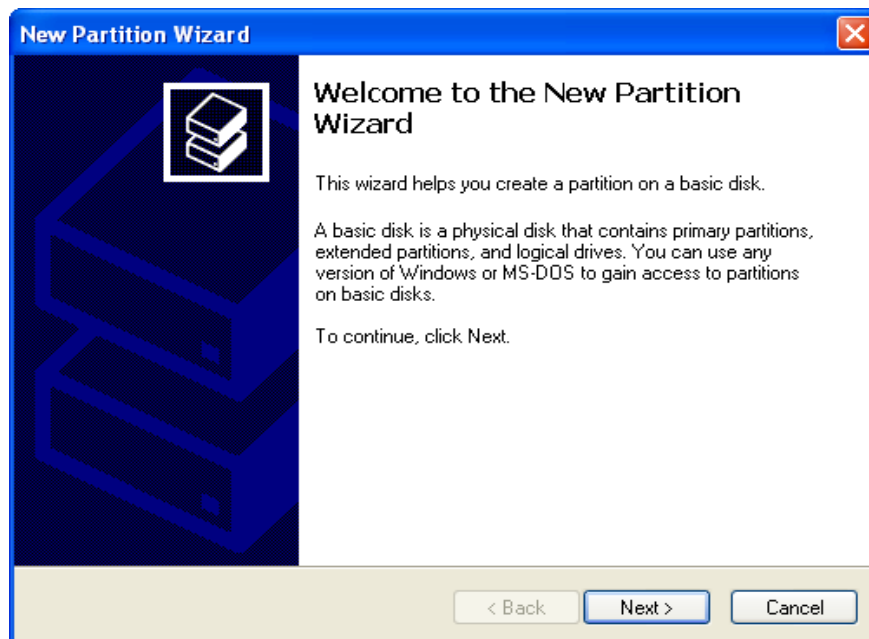 New Partition Wizard
Welcome to the New Partition
Wizard
This wizard helps you create a partition on a basic disk.
A basic disk is a physical disk that contains primary partitions,
extended partitions, and logical drives. You can use any
version of Windows or MS-DOS to gain access to partitions
on basic disks.
To continue, click Next.
< Back
Next >
Cancel